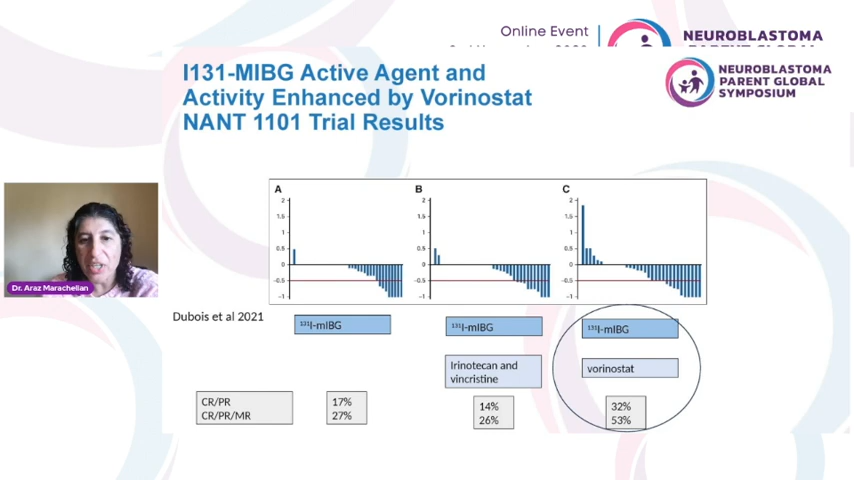 Online Event
NEUROBLASTOMA
I131-MIBG Active Agent and
Activity Enhanced by Vorinostat
NANT 1101 Trial Results
NEUROBLASTOMA
PARENT GLOBAL
SYMPOSIUM
A
B
C
2
1.5
1
0.5
0
−0.5
−1
2
1.5
1
0.5
0
−0.5
−1
2
1.5
1
0.5
0
−0.5
−1
Dr. Araz Marachelian
Dubois et al 2021
131I-mIBG
131I-mIBG
131I-mIBG
Irinotecan and
vincristine
vorinostat
CR/PR
CR/PR/MR
17%
27%
14%
26%
32%
53%